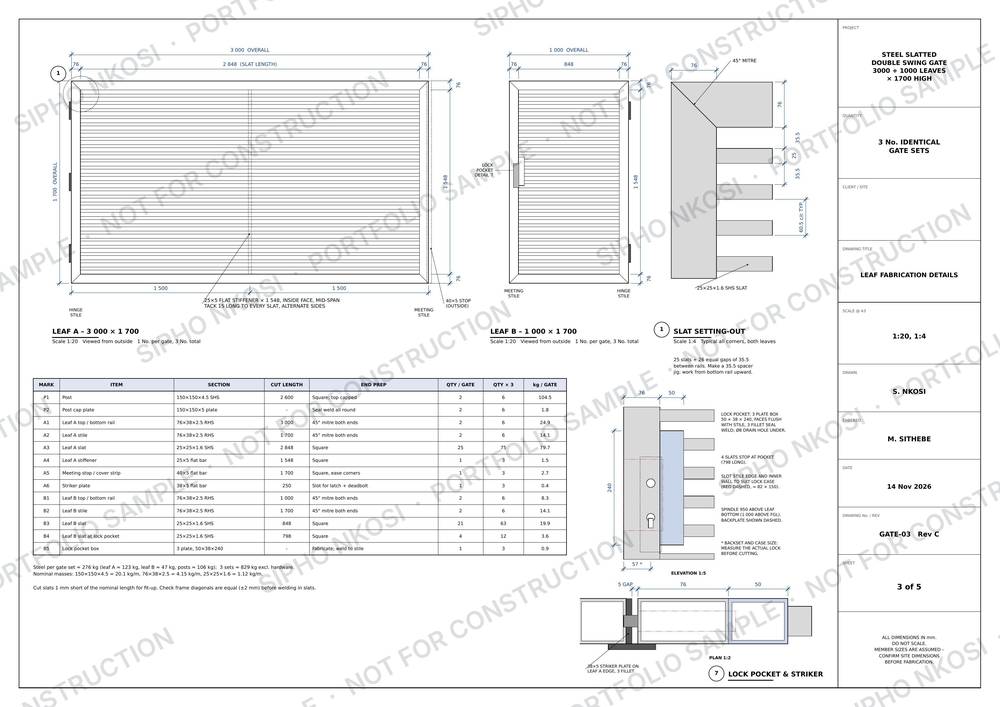 3 000 OVERALL
2 848 (SLAT LENGTH)
76
76
76
1
1 700 OVERALL
1 548
76
1 500
1 500
25×5 FLAT STIFFENER × 1 548, INSIDE FACE, MID-SPAN
TACK 15 LONG TO EVERY SLAT, ALTERNATE SIDES
40×5 STOP
(OUTSIDE)
HINGE
STILE
MEETING
STILE
LEAF A – 3 000 × 1 700
Scale 1:20 Viewed from outside 1 No. per gate, 3 No. total
1 000 OVERALL
76
848
76
76
LOCK
POCKET
DETAIL 7
1 548
76
MEETING
STILE
HINGE
STILE
LEAF B – 1 000 × 1 700
Scale 1:20 Viewed from outside 1 No. per gate, 3 No. total
76
45° MITRE
76
35.5
25
35.5
60.5 c/c TYP.
25×25×1.6 SHS SLAT
1 SLAT SETTING-OUT
Scale 1:4 Typical all corners, both leaves
25 slats + 26 equal gaps of 35.5
between rails. Make a 35.5 spacer
jig; work from bottom rail upward.
MARK ITEM SECTION CUT LENGTH END PREP QTY / GATE QTY × 3 kg / GATE
P1 Post 150×150×4.5 SHS 2 600 Square; top capped 2 6 104.5
P2 Post cap plate 150×150×5 plate - Seal weld all round 2 6 1.8
A1 Leaf A top / bottom rail 76×38×2.5 RHS 3 000 45° mitre both ends 2 6 24.9
A2 Leaf A stile 76×38×2.5 RHS 1 700 45° mitre both ends 2 6 14.1
A3 Leaf A slat 25×25×1.6 SHS 2 848 Square 25 75 79.7
A4 Leaf A stiffener 25×5 flat bar 1 548 Square 1 3 1.5
A5 Meeting stop / cover strip 40×5 flat bar 1 700 Square, ease corners 1 3 2.7
A6 Striker plate 38×5 flat bar 250 Slot for latch + deadbolt 1 3 0.4
B1 Leaf B top / bottom rail 76×38×2.5 RHS 1 000 45° mitre both ends 2 6 8.3
B2 Leaf B stile 76×38×2.5 RHS 1 700 45° mitre both ends 2 6 14.1
B3 Leaf B slat 25×25×1.6 SHS 848 Square 21 63 19.9
B4 Leaf B slat at lock pocket 25×25×1.6 SHS 798 Square 4 12 3.6
B5 Lock pocket box 3 plate, 50×38×240 - Fabricate, weld to stile 1 3 0.9
Steel per gate set = 276 kg (leaf A = 123 kg, leaf B = 47 kg, posts = 106 kg); 3 sets = 829 kg excl. hardware.
Nominal masses: 150×150×4.5 = 20.1 kg/m, 76×38×2.5 = 4.15 kg/m, 25×25×1.6 = 1.12 kg/m.
Cut slats 1 mm short of the nominal length for fit-up. Check frame diagonals are equal (±2 mm) before welding in slats.
76
50
240
57 *
LOCK POCKET, 3 PLATE BOX
50 × 38 × 240, FACES FLUSH
WITH STILE, 3 FILLET SEAL
WELD, Ø8 DRAIN HOLE UNDER.
4 SLATS STOP AT POCKET
(798 LONG).
SLOT STILE EDGE AND INNER
WALL TO SUIT LOCK CASE
(RED DASHED, ≈ 82 × 150).
SPINDLE 950 ABOVE LEAF
BOTTOM (1 000 ABOVE FGL).
BACKPLATE SHOWN DASHED.
* BACKSET AND CASE SIZE:
MEASURE THE ACTUAL LOCK
BEFORE CUTTING.
ELEVATION 1:5
5 GAP
76
50
38×5 STRIKER PLATE ON
LEAF A EDGE, 3 FILLET
PLAN 1:2
7 LOCK POCKET & STRIKER
PROJECT
STEEL SLATTED
DOUBLE SWING GATE
3000 + 1000 LEAVES
× 1700 HIGH
QUANTITY
3 No. IDENTICAL
GATE SETS
CLIENT / SITE
DRAWING TITLE
LEAF FABRICATION DETAILS
SCALE @ A3
1:20, 1:4
DRAWN
S. NKOSI
CHECKED
M. SITHEBE
DATE
14 Nov 2026
DRAWING No. / REV
GATE-03 Rev C
SHEET
3 of 5
ALL DIMENSIONS IN mm.
DO NOT SCALE.
MEMBER SIZES ARE ASSUMED -
CONFIRM SITE DIMENSIONS
BEFORE FABRICATION.
SIPHO NKOSI · PORTFOLIO SAMPLE · NOT FOR CONSTRUCTION